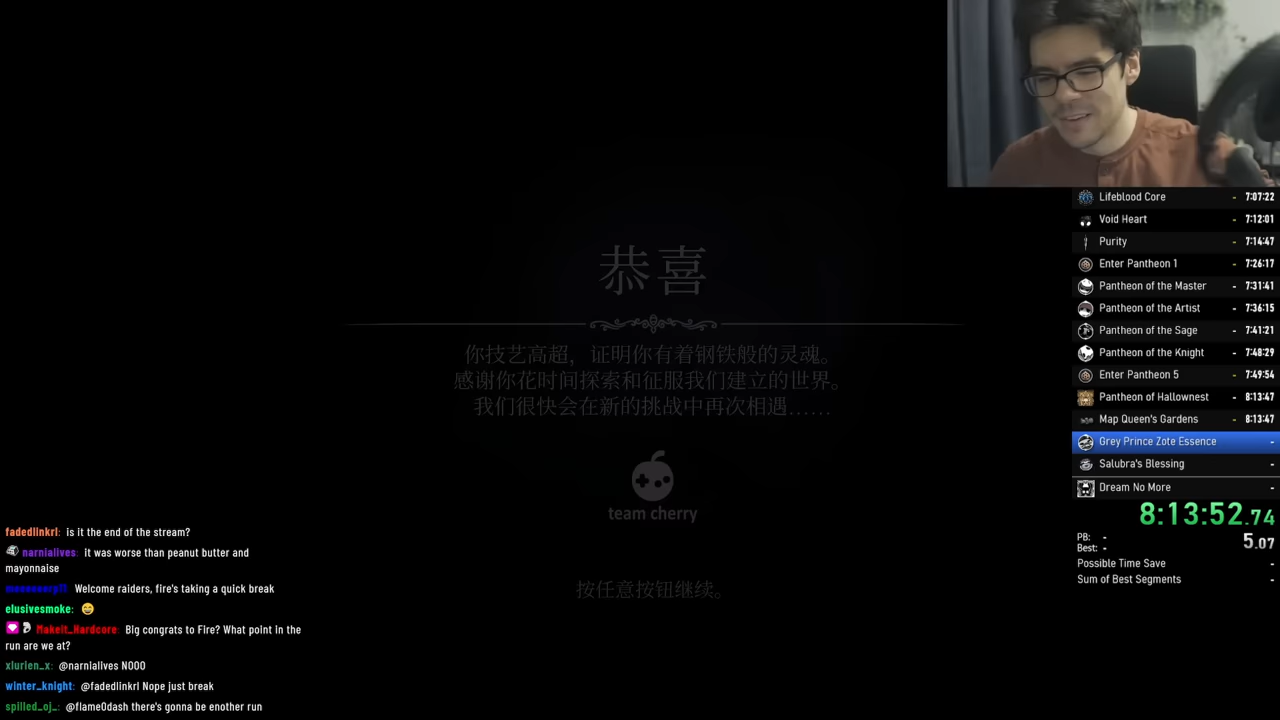 恭喜
你技艺高超，证明你有着钢铁般的灵魂。
感谢你花时间探索和征服我们建立的世界。
我们很快会在新的挑战中再次相遇……
team cherry
按任意按钮继续。
Lifeblood Core - 7:07:22
Void Heart - 7:12:01
Purity - 7:14:47
Enter Pantheon 1 - 7:26:17
Pantheon of the Master - 7:31:41
Pantheon of the Artist - 7:36:15
Pantheon of the Sage - 7:41:21
Pantheon of the Knight - 7:48:29
Enter Pantheon 5 - 7:49:54
Pantheon of Hallownest - 8:13:47
Map Queen's Gardens - 8:13:47
Grey Prince Zote Essence -
Salubra's Blessing -
Dream No More -
8:13:52.74
PB: - 5.07
Best: -
Possible Time Save -
Sum of Best Segments -
fadedlinkrl: is it the end of the stream?
narnialives: it was worse than peanut butter and
mayonnaise
Welcome raiders, fire's taking a quick break
elusivesmoke:
Makeit_Hardcore: Big congrats to Fire? What point in the
run are we at?
xlurien_x: @narnialives NOOO
winter_knight: @fadedlinkrl Nope just break
spilled_oj_: @flame0dash there's gonna be enother run